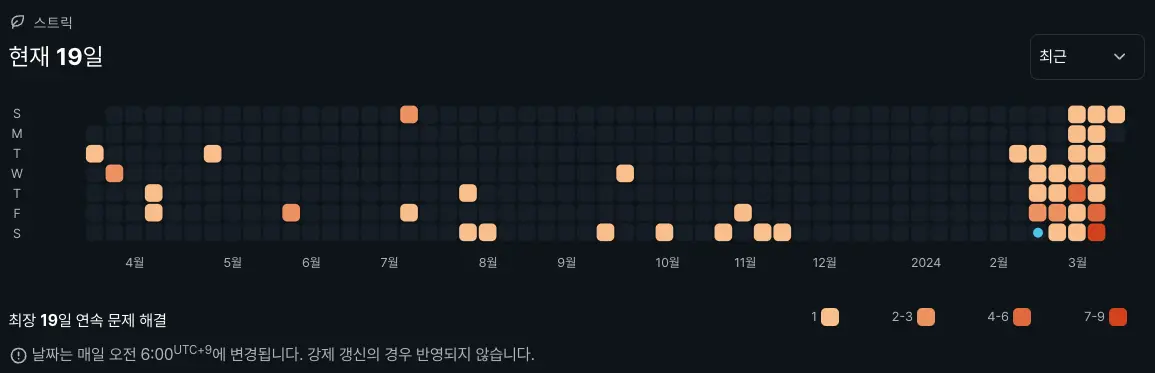 스트릭
현재 19일
최근
S
M
T
W
T
F
S
4월 5월 6월 7월 8월 9월 10월 11월 12월 2024 2월 3월
최장 19일 연속 문제 해결
1 2-3 4-6 7-9
날짜는 매일 오전 6:00UTC+9에 변경됩니다. 강제 갱신의 경우 반영되지 않습니다.